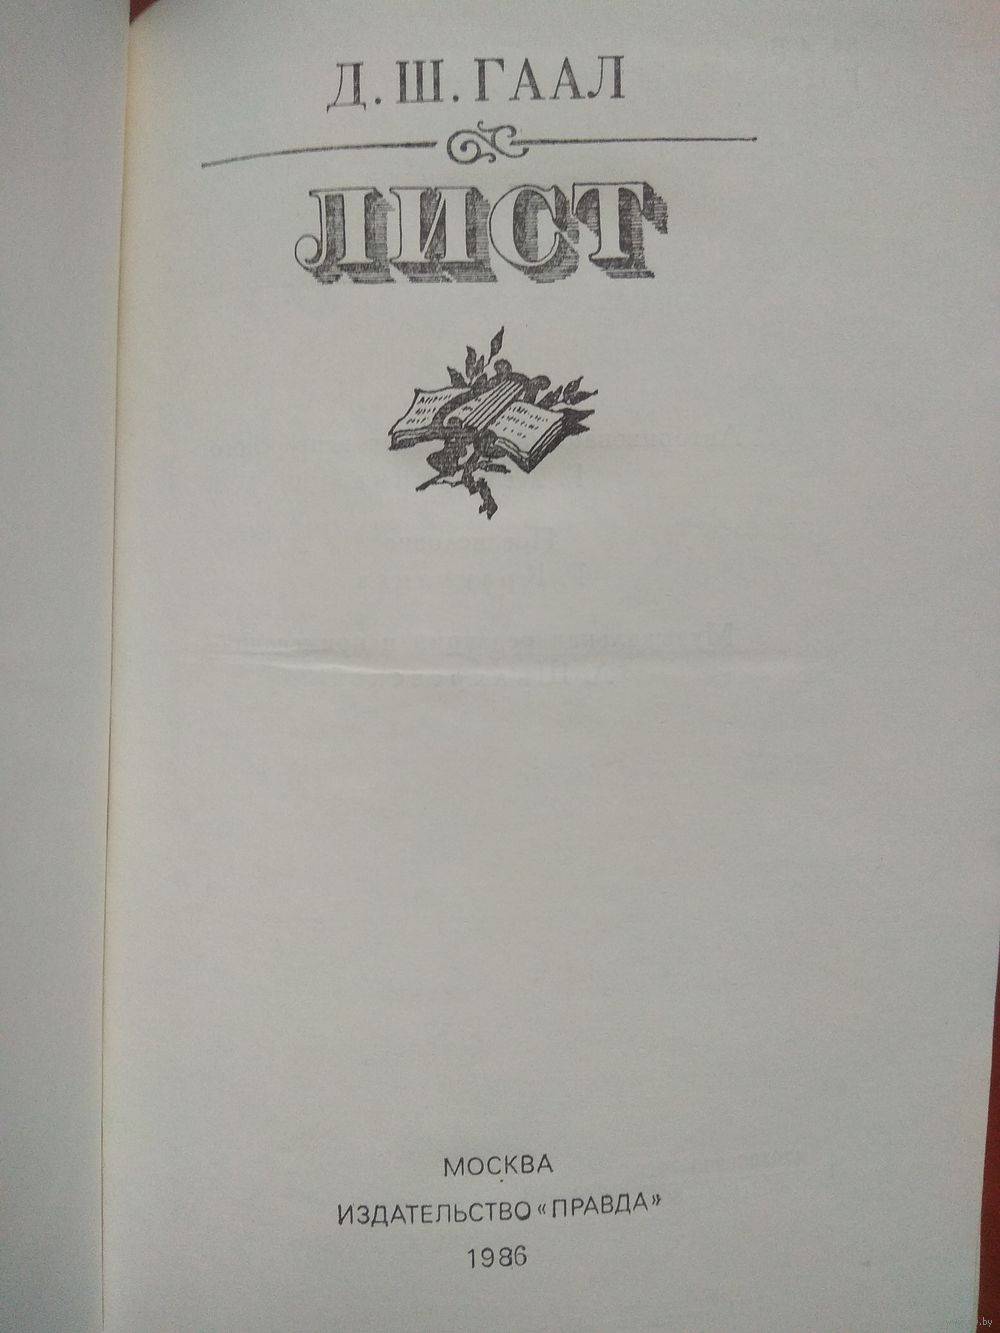 Д. Ш. ГААЛ
ЛИСТ
МОСКВА
ИЗДАТЕЛЬСТВО «ПРАВДА»
1986